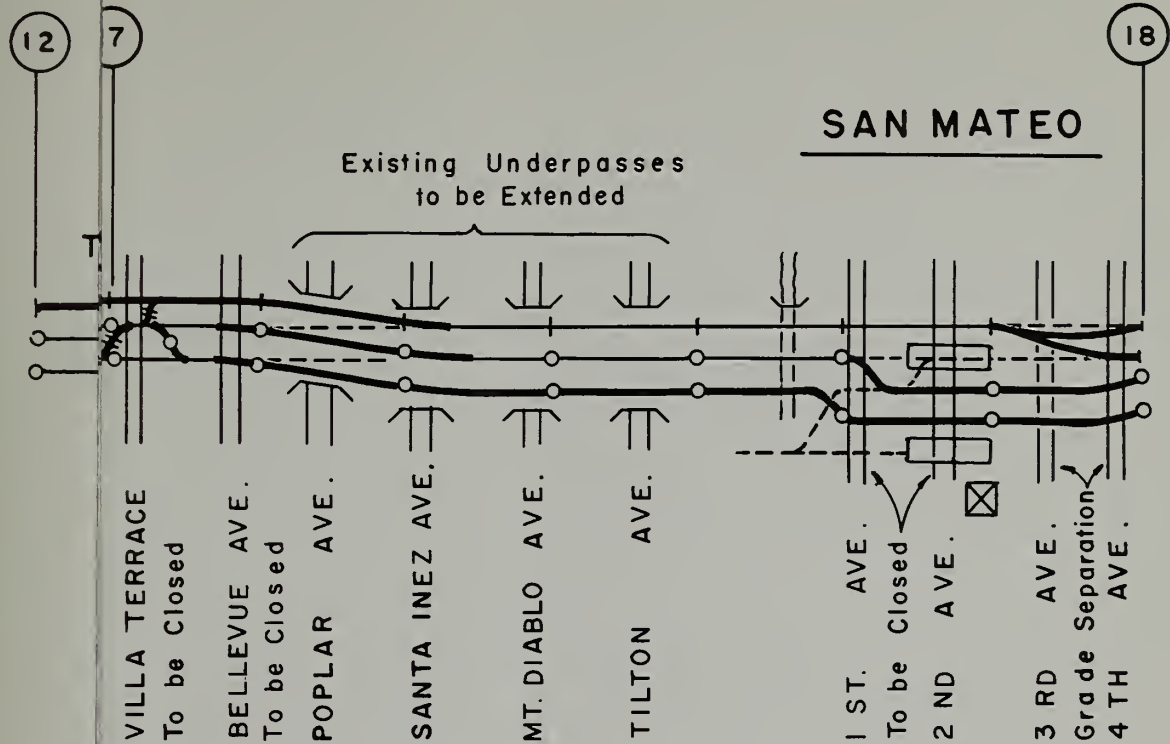 12
7
18
SAN MATEO
Existing Underpasses
to be Extended
T
VILLA TERRACE
To be Closed
BELLEVUE AVE.
To be Closed
POPLAR AVE.
SANTA INEZ AVE.
MT. DIABLO AVE.
TILTON AVE.
1 ST. AVE.
To be Closed
2 ND AVE.
3 RD AVE.
Grade Separation
4 TH AVE.